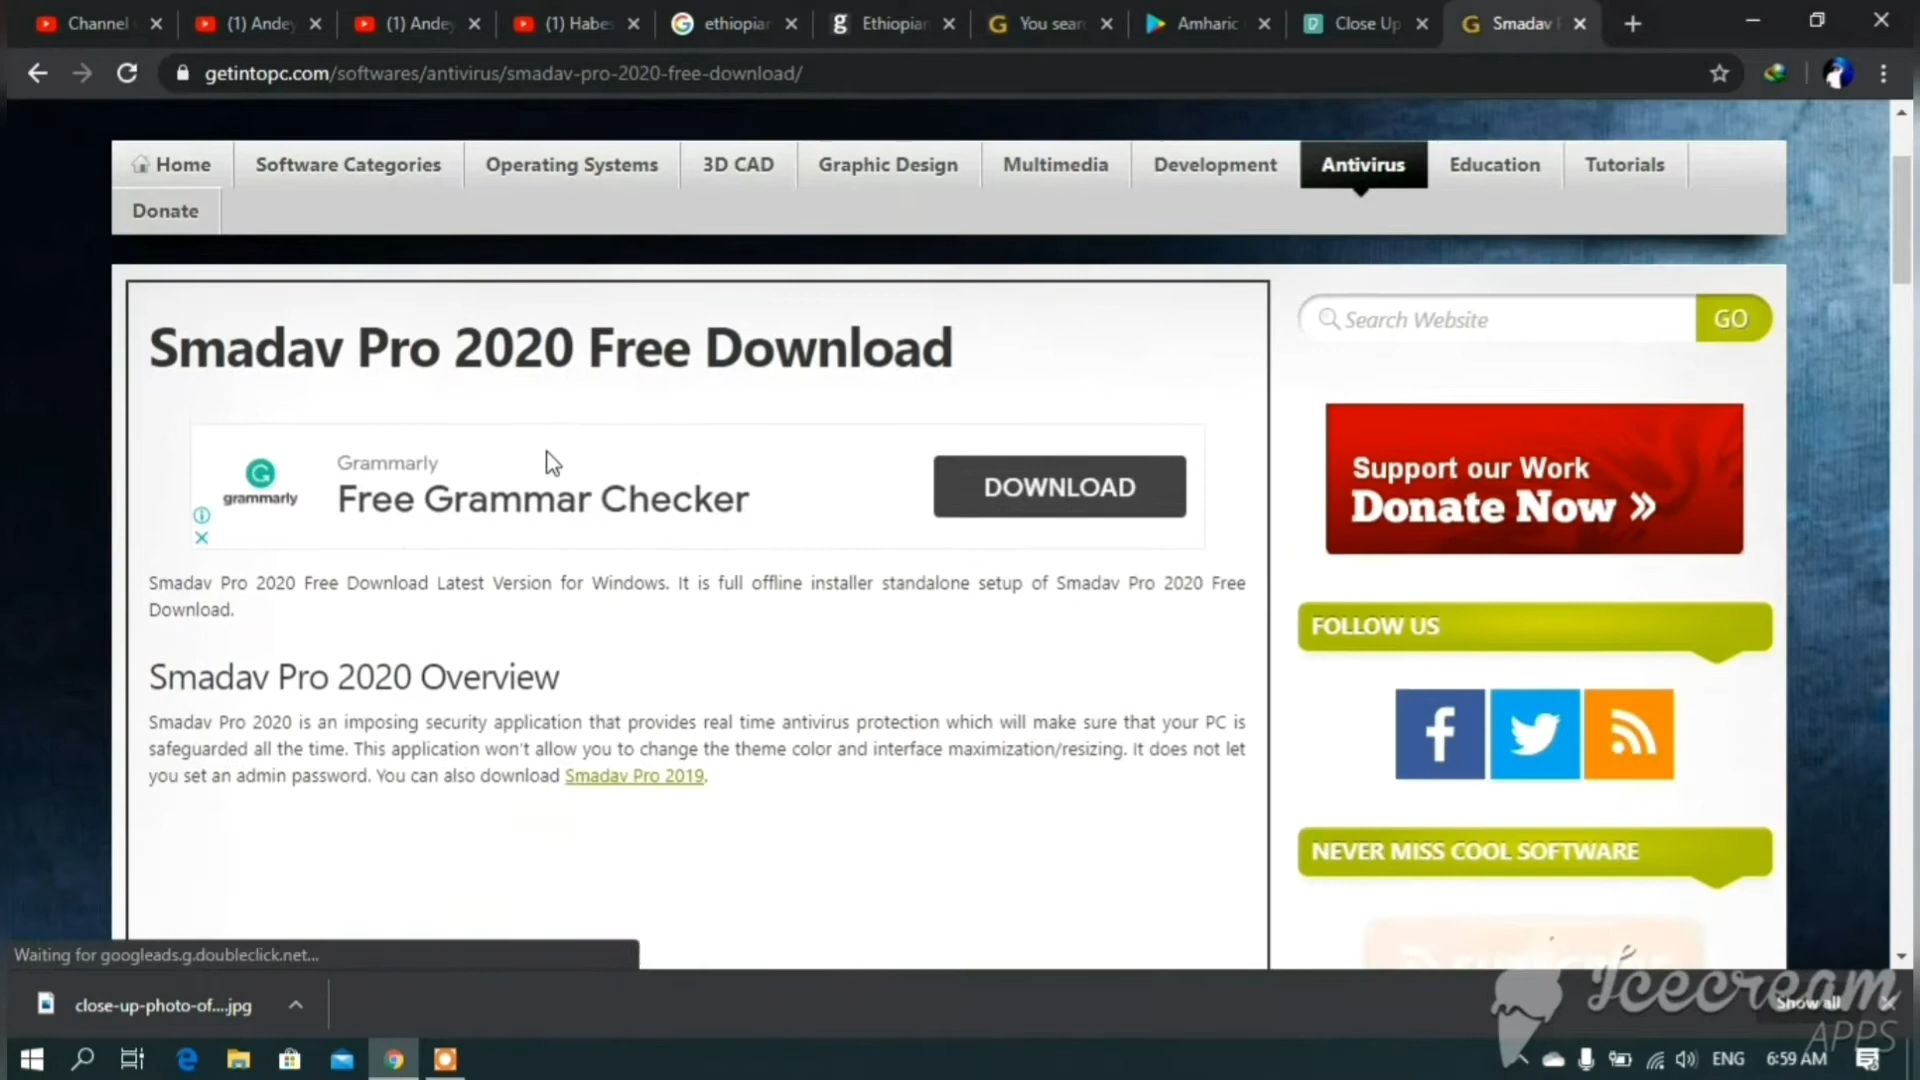 Channel
(1) Andey
(1) Andey
(1) Habes
ethiopian
Ethiopian
You sear
Amharic
Close Up
Smadav
getintopc.com/softwares/antivirus/smadav-pro-2020-free-download/
Home
Software Categories
Operating Systems
3D CAD
Graphic Design
Multimedia
Development
Antivirus
Education
Tutorials
Donate
Smadav Pro 2020 Free Download
Search Website
GO
Grammarly
grammarly
Free Grammar Checker
DOWNLOAD
Support our Work
Donate Now »
Smadav Pro 2020 Free Download Latest Version for Windows. It is full offline installer standalone setup of Smadav Pro 2020 Free
Download.
FOLLOW US
Smadav Pro 2020 Overview
Smadav Pro 2020 is an imposing security application that provides real time antivirus protection which will make sure that your PC is
safeguarded all the time. This application won't allow you to change the theme color and interface maximization/resizing. It does not let
you set an admin password. You can also download Smadav Pro 2019.
NEVER MISS COOL SOFTWARE
Waiting for googleads.g.doubleclick.net...
close-up-photo-of....jpg
Show all
Icecream
APPS
ENG
6:59 AM